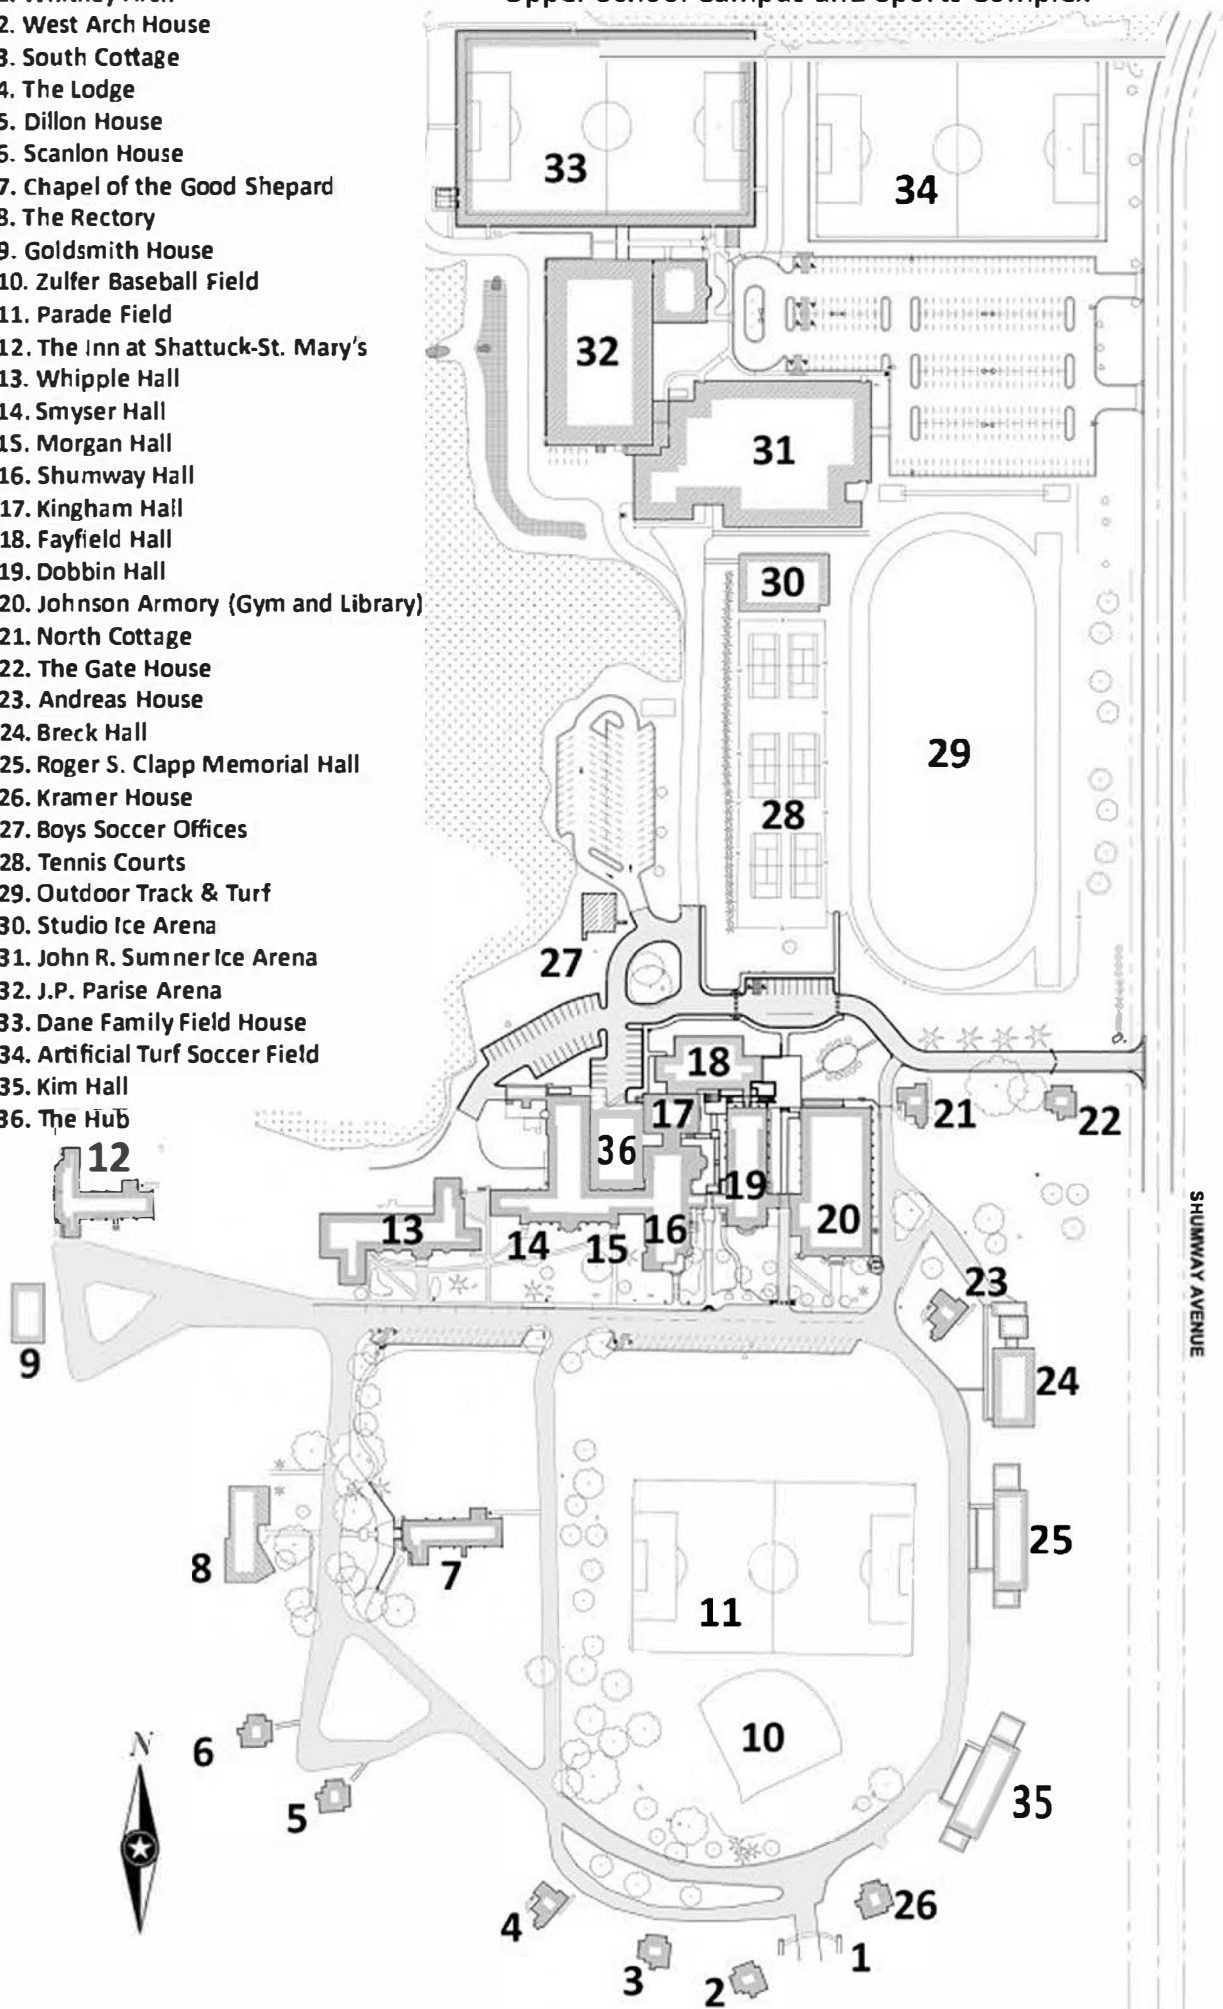 2. West Arch House
3. South Cottage
4. The Lodge
5. Dillon House
6. Scanlon House
7. Chapel of the Good Shepard
8. The Rectory
9. Goldsmith House
10. Zulfer Baseball Field
11. Parade Field
12. The Inn at Shattuck-St. Mary's
13. Whipple Hall
14. Smyser Hall
15. Morgan Hall
16. Shumway Hall
17. Kingham Hall
18. Fayfield Hall
19. Dobbin Hall
20. Johnson Armory (Gym and Library)
21. North Cottage
22. The Gate House
23. Andreas House
24. Breck Hall
25. Roger S. Clapp Memorial Hall
26. Kramer House
27. Boys Soccer Offices
28. Tennis Courts
29. Outdoor Track & Turf
30. Studio Ice Arena
31. John R. Sumner Ice Arena
32. J.P. Parise Arena
33. Dane Family Field House
34. Artificial Turf Soccer Field
35. Kim Hall
36. The Hub
33
34
32
31
30
29
28
27
18
17
21
22
36
12
19
20
13
14
15
16
23
9
24
8
7
25
11
6
10
5
35
4
26
3
1
2
N
SHUMWAY AVENUE